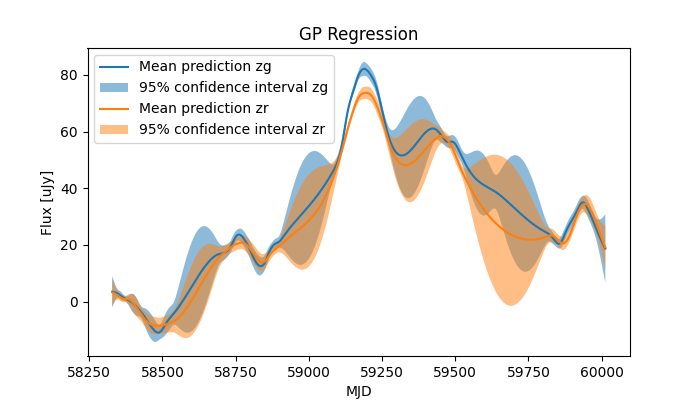 GP Regression
Mean prediction zg
95% confidence interval zg
Mean prediction zr
95% confidence interval zr
Flux [uJy]
80
60
40
20
0
58250 58500 58750 59000 59250 59500 59750 60000
MJD